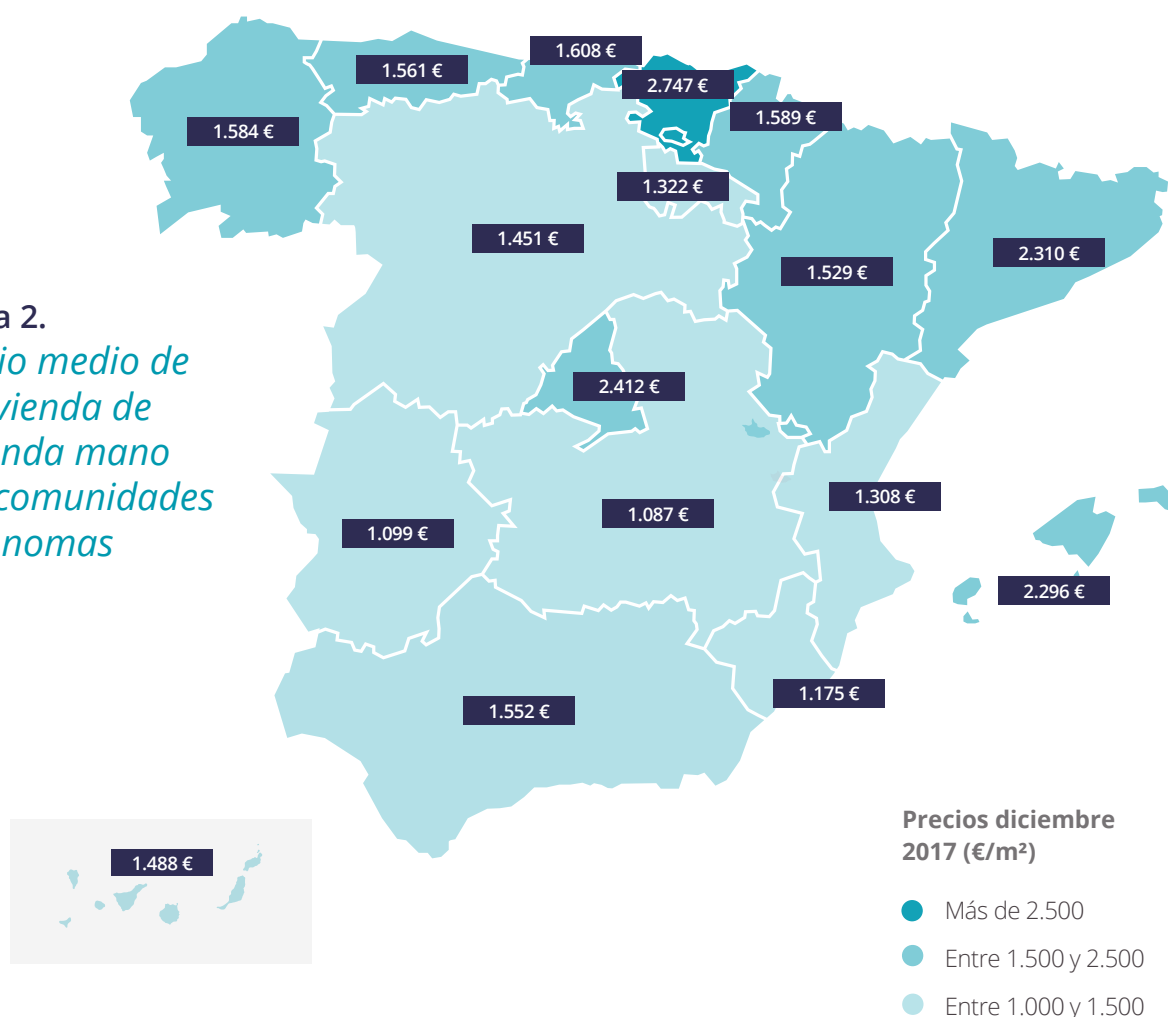 1.608 €
1.561 €
2.747 €
1.589 €
1.584 €
1.322 €
1.451 €
2.310 €
1.529 €
a 2.
io medio de
vienda de
nda mano
comunidades
nomas
2.412 €
1.308 €
1.087 €
1.099 €
2.296 €
1.175 €
1.552 €
1.488 €
Precios diciembre
2017 (€/m²)
Más de 2.500
Entre 1.500 y 2.500
Entre 1.000 y 1.500